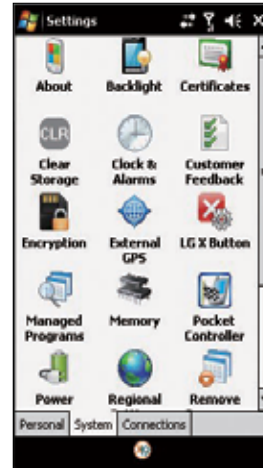 Settings
About Backlight Certificates
CLR
Clear Storage Clock & Alarms Customer Feedback
Encryption External GPS LG X Button
Managed Programs Memory Pocket Controller
Power Regional Remove
Personal System Connections